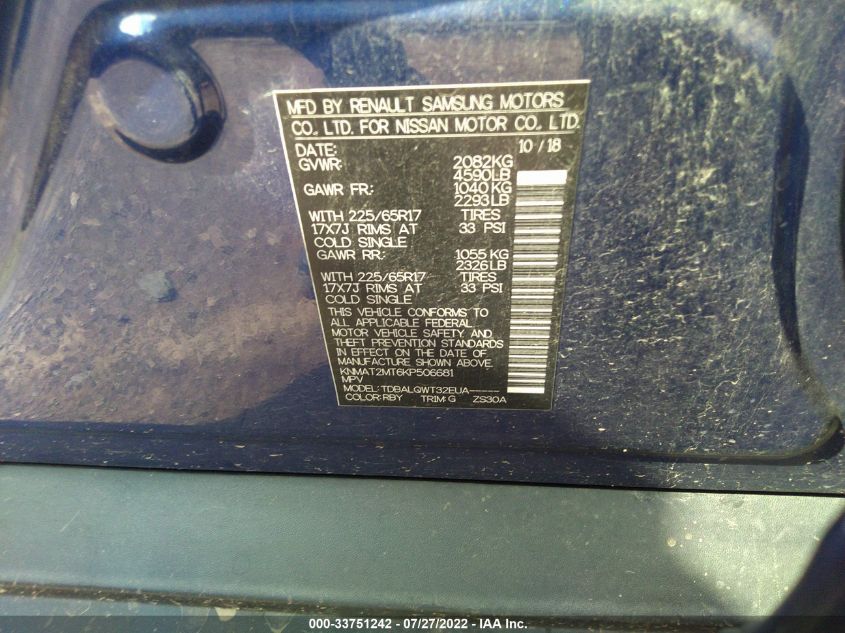 MFD BY RENAULT SAMSUNG MOTORS
CO., LTD. FOR NISSAN MOTOR CO., LTD.
DATE: 10 / 18
GVWR: 2082KG
4590LB
GAWR FR.: 1040 KG
2293LB
WITH 225/65R17 TIRES
17X7J RIMS AT 33 PSI
COLD SINGLE
GAWR RR.: 1055 KG
2326LB
WITH 225/65R17 TIRES
17X7J RIMS AT 33 PSI
COLD SINGLE
THIS VEHICLE CONFORMS TO
ALL APPLICABLE FEDERAL
MOTOR VEHICLE SAFETY AND
THEFT PREVENTION STANDARDS
IN EFFECT ON THE DATE OF
MANUFACTURE SHOWN ABOVE.
KNMAT2MT6KP506681
MPV
MODEL: TDBALQWT32EUA-----
COLOR: RBY TRIM: G ZS30A
000-33751242 - 07/27/2022 - IAA Inc.